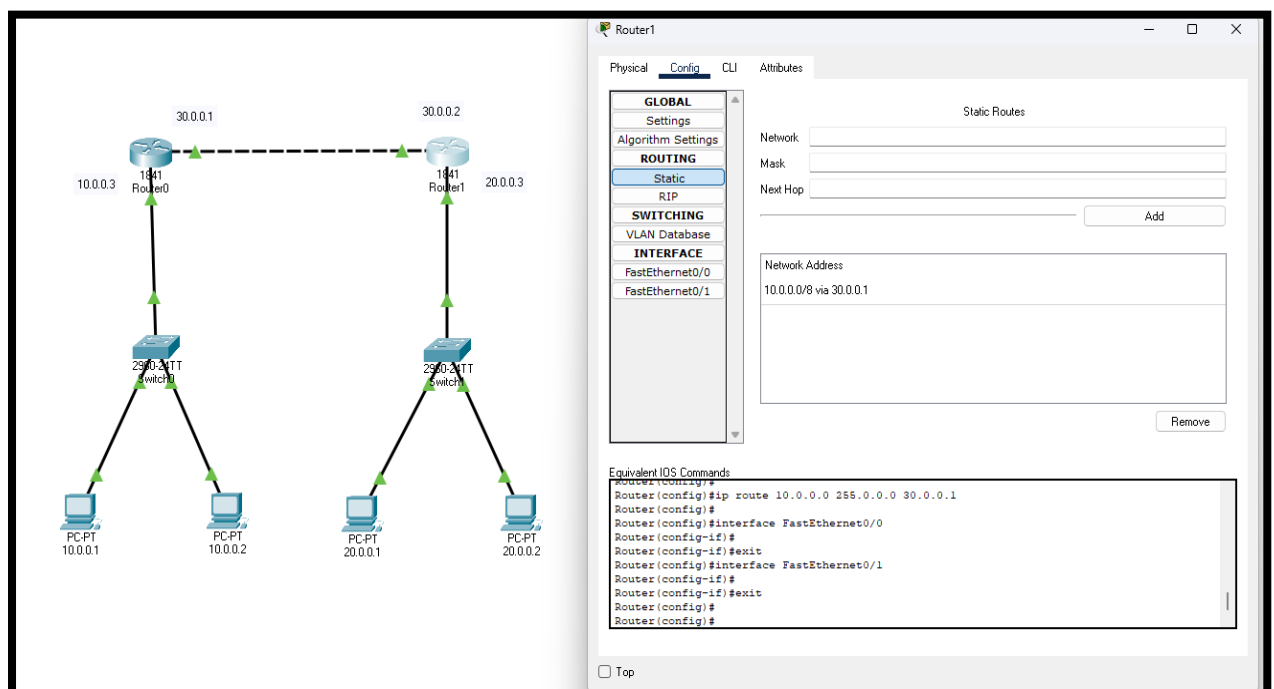 30.0.0.1
30.0.0.2
1841
Router0
10.0.0.3
1841
Router1
20.0.0.3
2960-24TT
Switch0
2960-24TT
PC-PT
10.0.0.1
PC-PT
10.0.0.2
PC-PT
20.0.0.1
PC-PT
20.0.0.2
Router1
Physical Config CLI Attributes
GLOBAL
Settings
Algorithm Settings
ROUTING
Static
RIP
SWITCHING
VLAN Database
INTERFACE
FastEthernet0/0
FastEthernet0/1
Static Routes
Network
Mask
Next Hop
Add
Network Address
10.0.0.0/8 via 30.0.0.1
Remove
Equivalent IOS Commands
Router(config)#
Router(config)#ip route 10.0.0.0 255.0.0.0 30.0.0.1
Router(config)#
Router(config)#interface FastEthernet0/0
Router(config-if)#
Router(config-if)#exit
Router(config)#interface FastEthernet0/1
Router(config-if)#
Router(config-if)#exit
Router(config)#
Router(config)#
Top